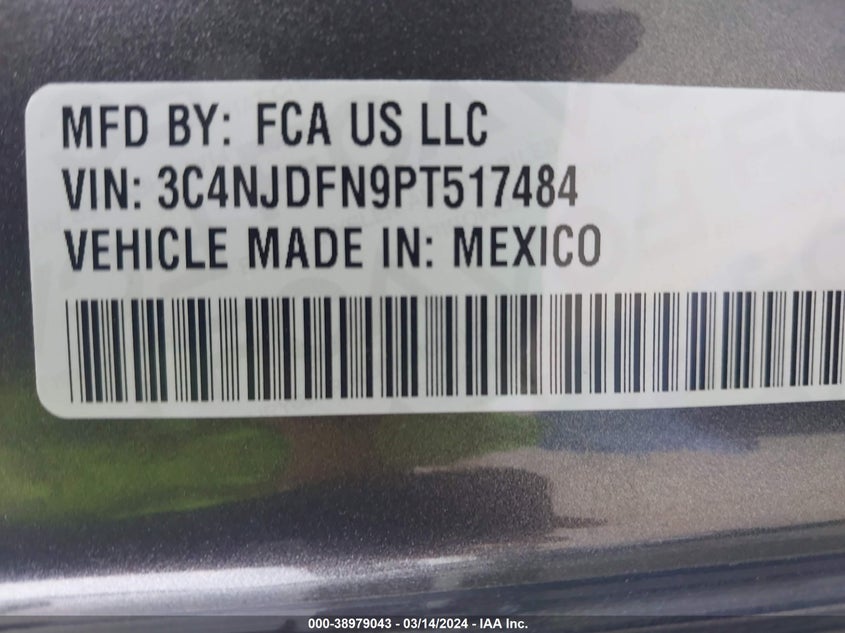 MFD BY: FCA US LLC
VIN: 3C4NJDFN9PT517484
VEHICLE MADE IN: MEXICO
000-38979043 - 03/14/2024 - IAA Inc.